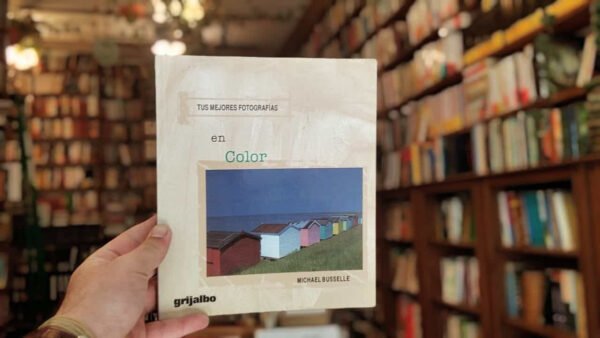 TUS MEJORES FOTOGRAFÍAS
en
Color
MICHAEL BUSSELLE
grijalbo